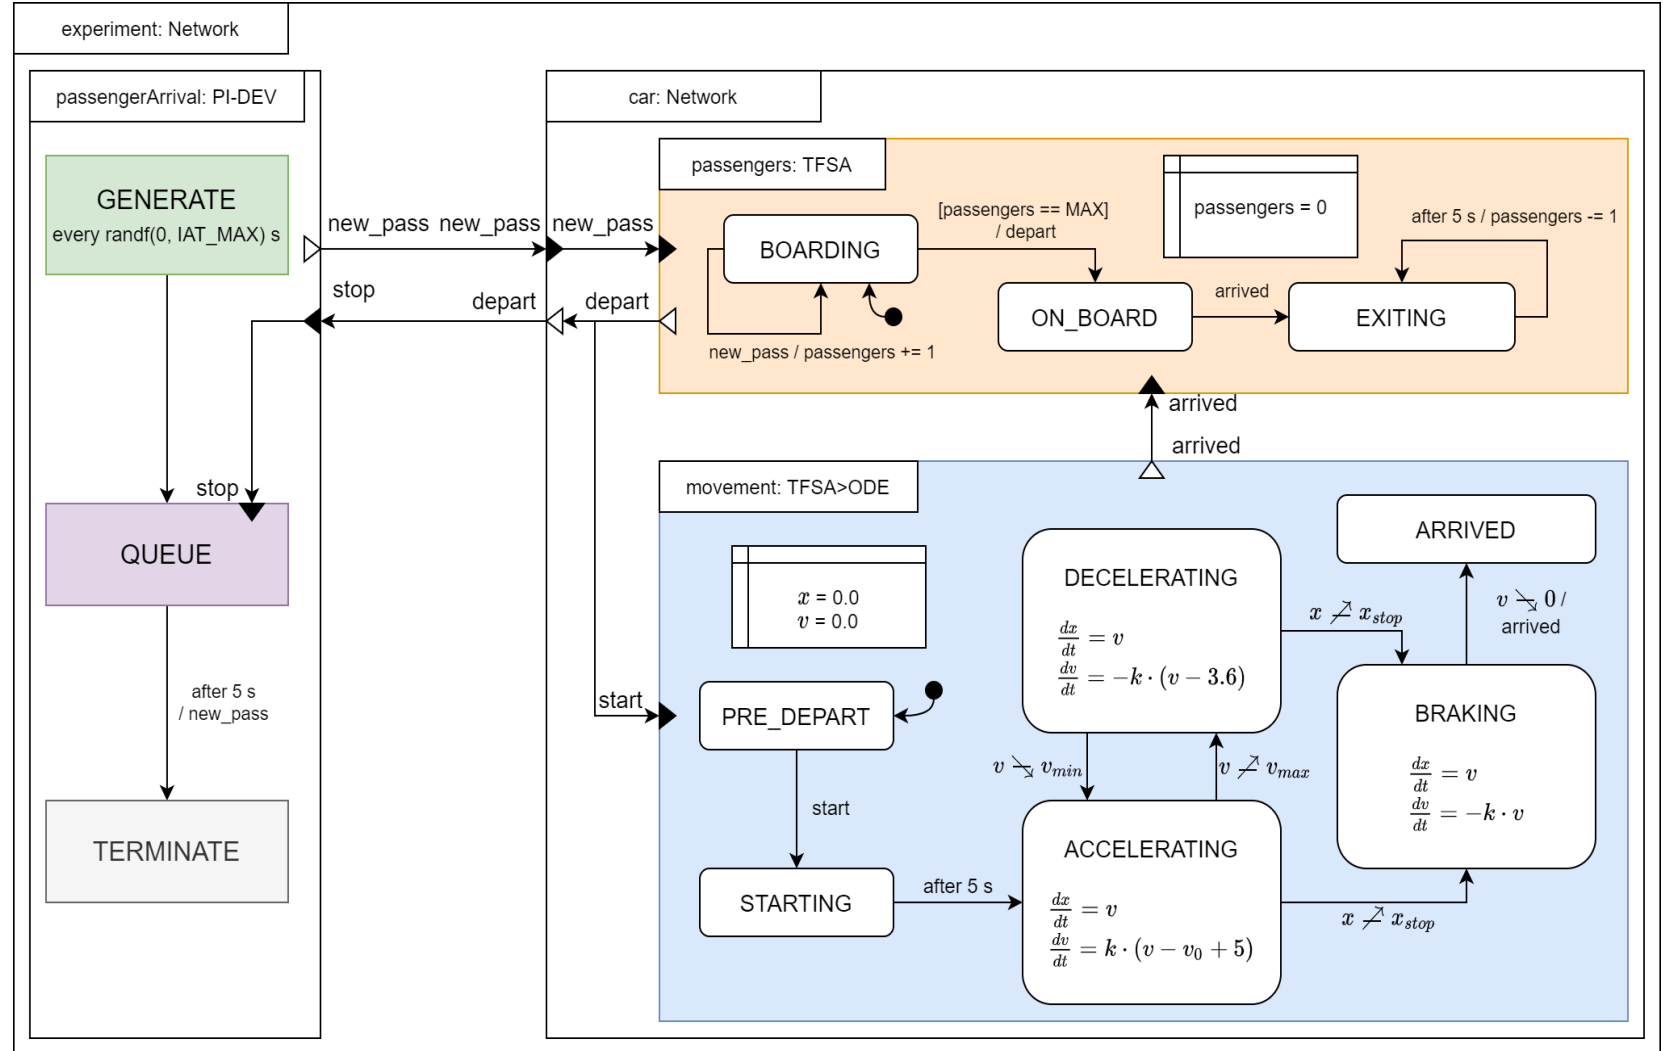 experiment: Network
passengerArrival: PI-DEV
GENERATE
every randf(0, IAT_MAX) s
new_pass
stop
stop
QUEUE
after 5 s
/ new_pass
TERMINATE
new_pass
depart
car: Network
new_pass
depart
passengers: TFSA
passengers = 0
BOARDING
new_pass / passengers += 1
[passengers == MAX]
/ depart
ON_BOARD
arrived
EXITING
after 5 s / passengers -= 1
arrived
arrived
start
movement: TFSA>ODE
x = 0.0
v = 0.0
PRE_DEPART
start
STARTING
after 5 s
DECELERATING
dx/dt = v
dv/dt = −k · (v − 3.6)
v ↘ v_min
v ↗ v_max
ACCELERATING
dx/dt = v
dv/dt = k · (v − v₀ + 5)
x ↗ x_stop
x ↗ x_stop
BRAKING
dx/dt = v
dv/dt = −k · v
v ↘ 0 /
arrived
ARRIVED